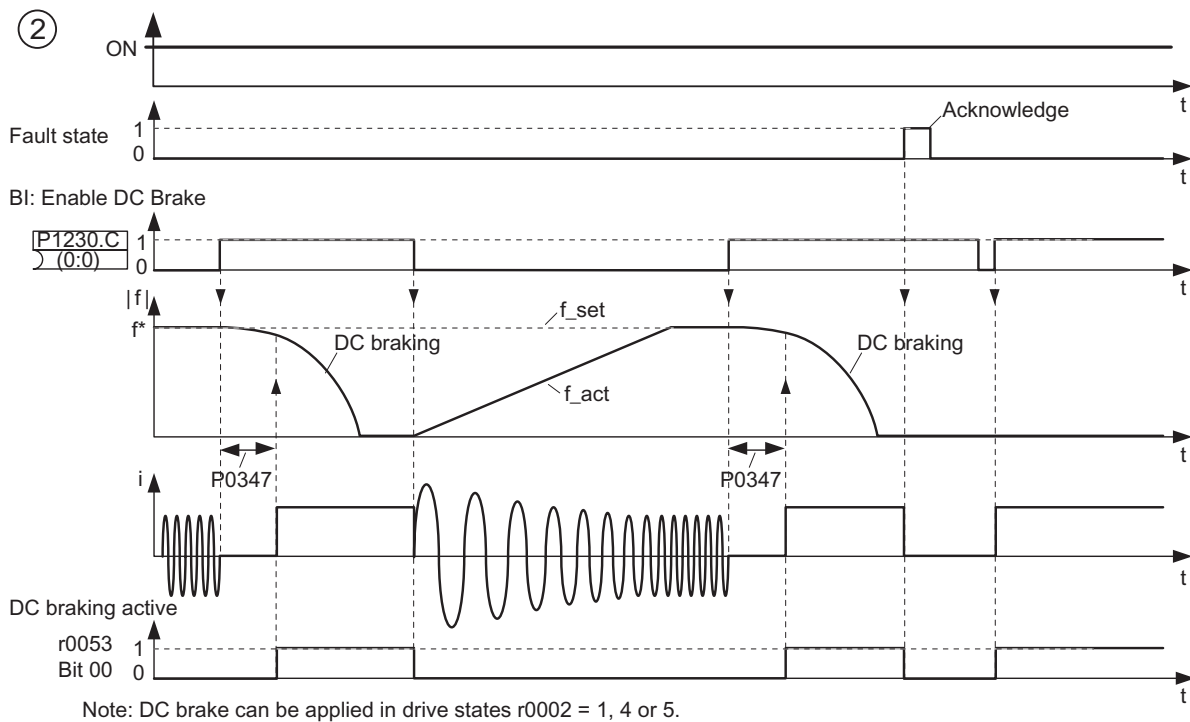 2
ON
t
Acknowledge
Fault state
1
0
t
BI: Enable DC Brake
P1230.C
(0:0)
1
0
t
|f|
f*
f_set
DC braking
DC braking
f_act
t
P0347
P0347
i
t
DC braking active
r0053
Bit 00
1
0
t
Note: DC brake can be applied in drive states r0002 = 1, 4 or 5.